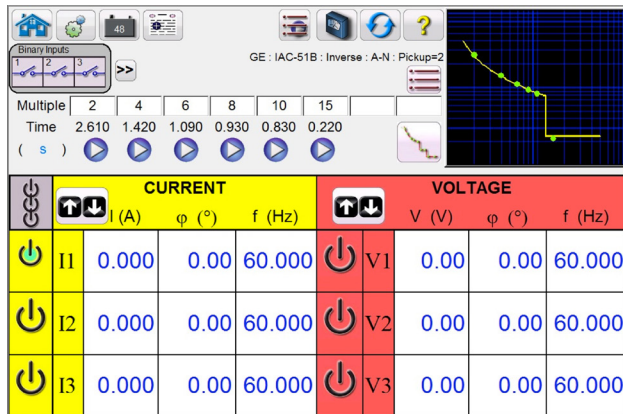 48
?
Binary Inputs
1 2 3
>>
GE : IAC-51B : Inverse : A-N : Pickup=2
Multiple 2 4 6 8 10 15
Time 2.610 1.420 1.090 0.930 0.830 0.220
( s )
CURRENT VOLTAGE
I (A) φ (°) f (Hz) V (V) φ (°) f (Hz)
I1 0.000 0.00 60.000 V1 0.00 0.00 60.000
I2 0.000 0.00 60.000 V2 0.00 0.00 60.000
I3 0.000 0.00 60.000 V3 0.00 0.00 60.000